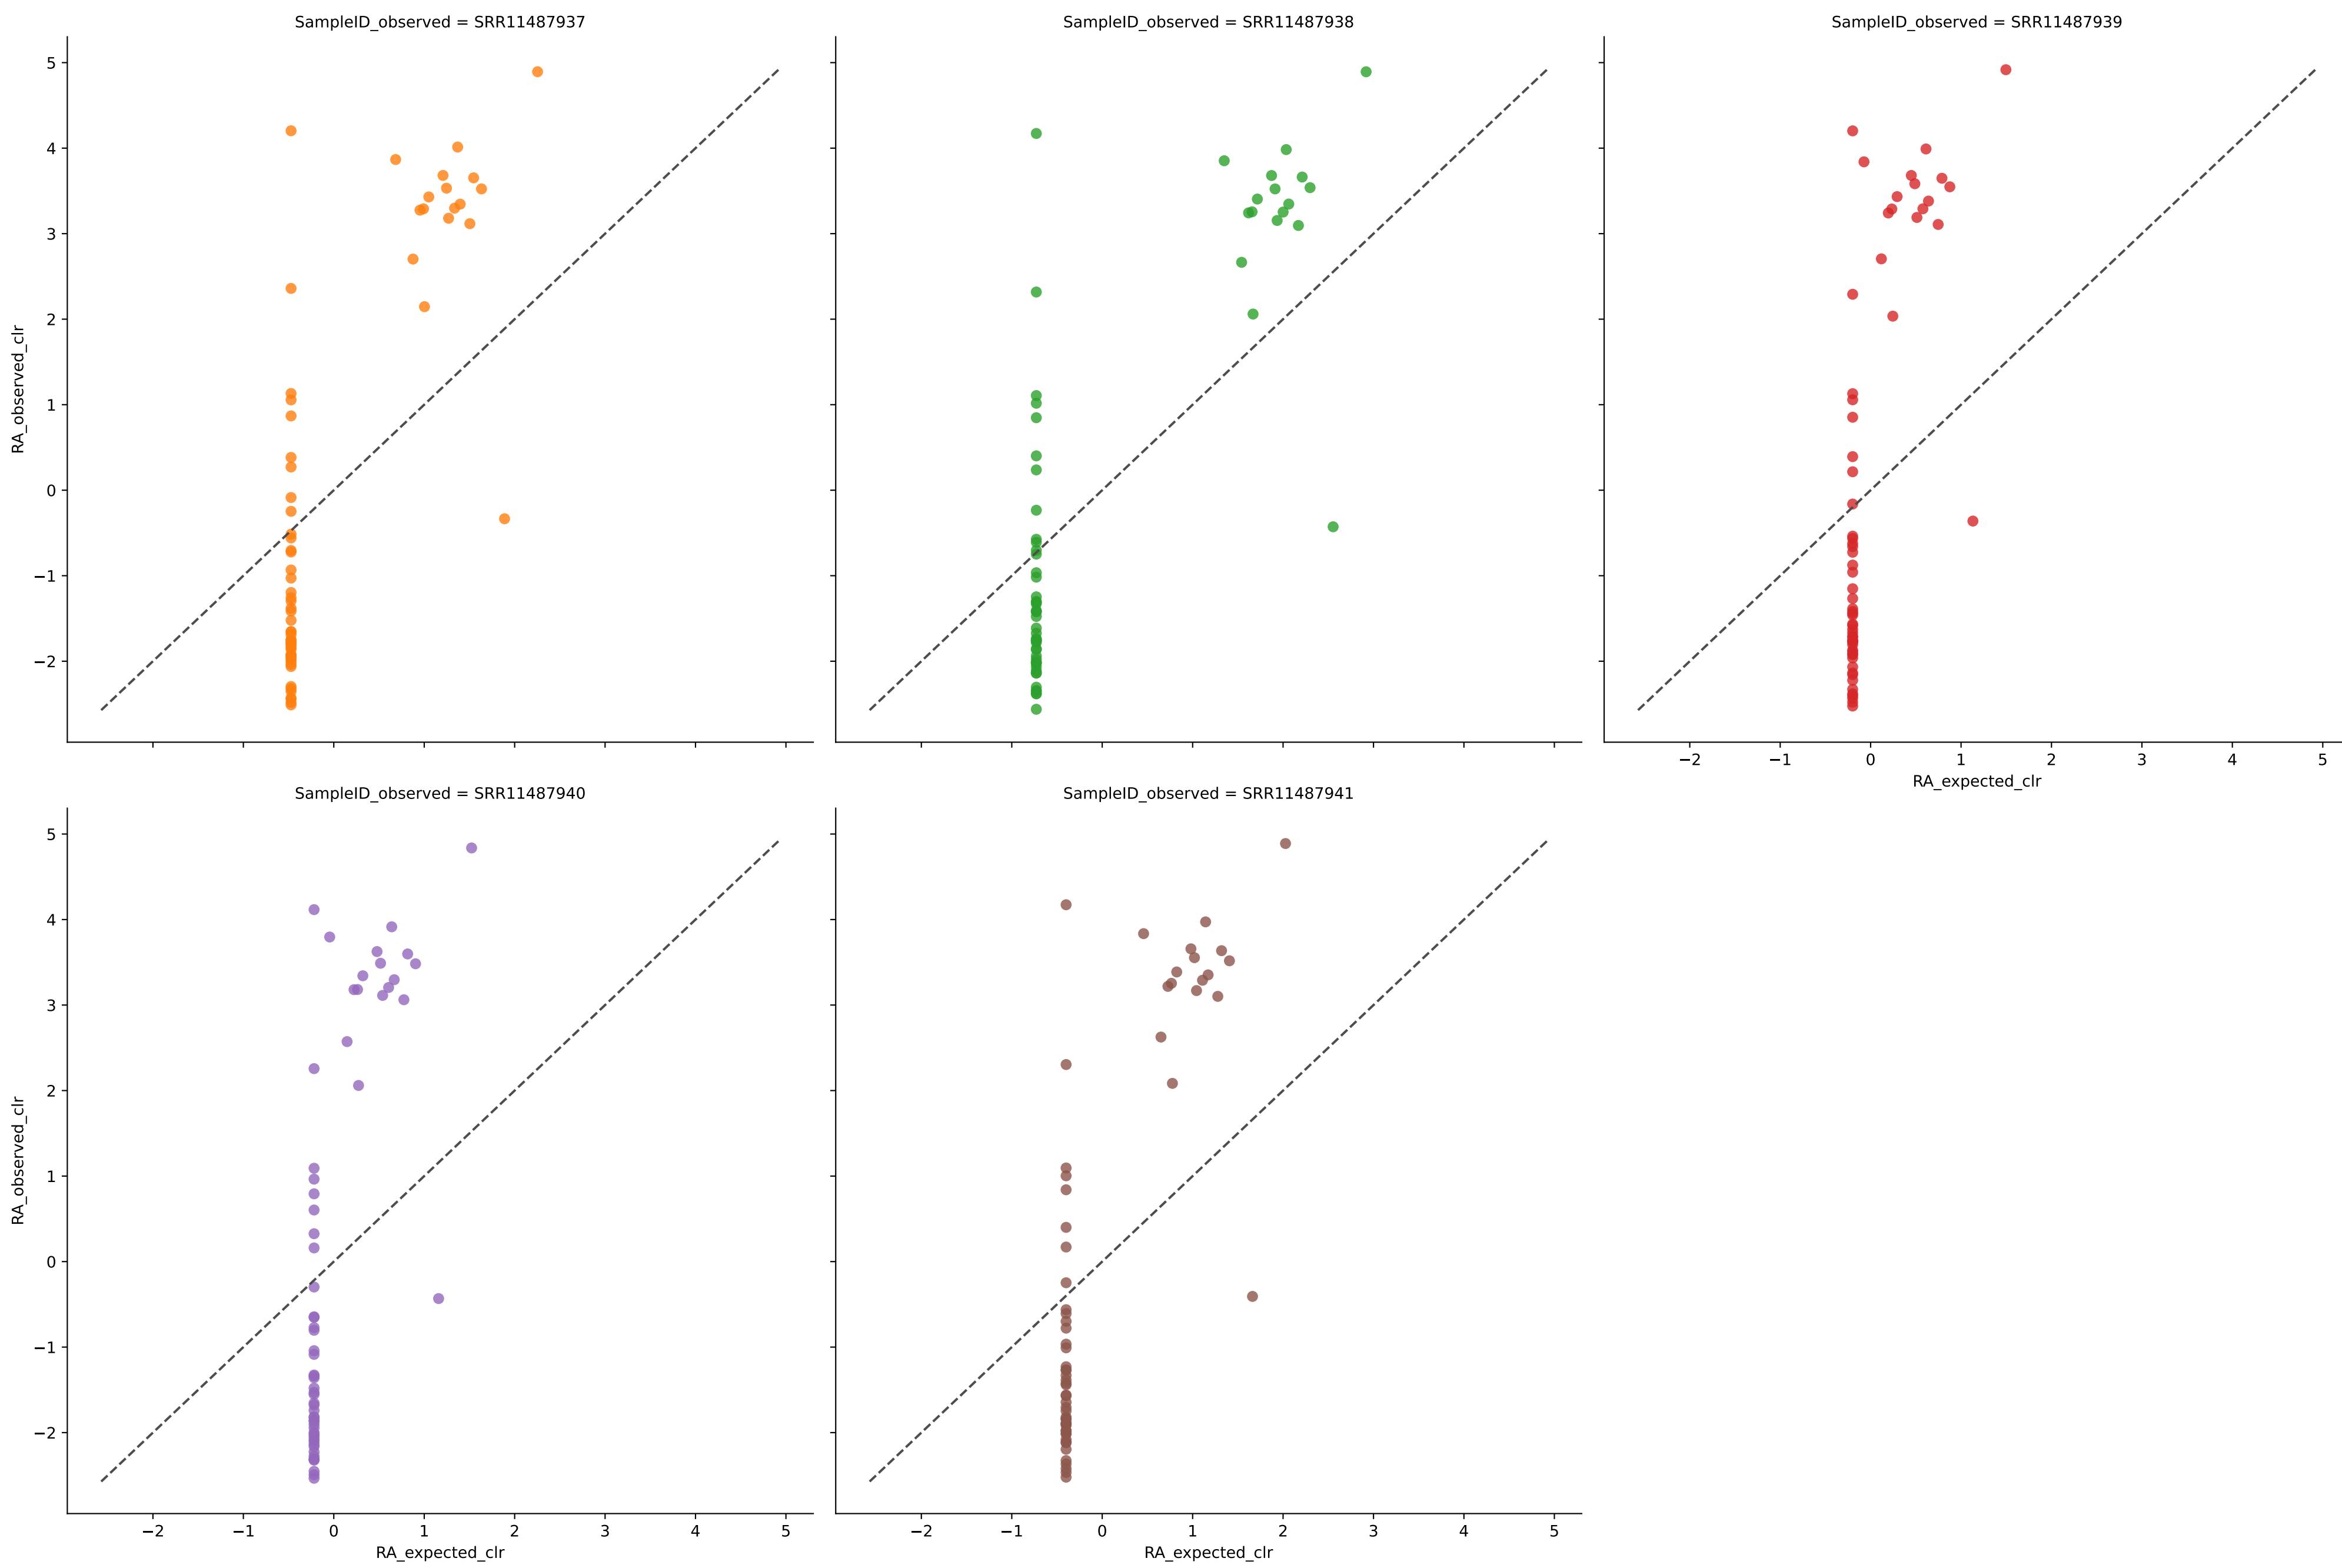 SampleID_observed = SRR11487937
SampleID_observed = SRR11487938
SampleID_observed = SRR11487939
5
4
3
2
1
0
−1
−2
RA_observed_clr
−2 −1 0 1 2 3 4 5
RA_expected_clr
SampleID_observed = SRR11487940
SampleID_observed = SRR11487941
5
4
3
2
1
0
−1
−2
RA_observed_clr
−2 −1 0 1 2 3 4 5
−2 −1 0 1 2 3 4 5
RA_expected_clr
RA_expected_clr